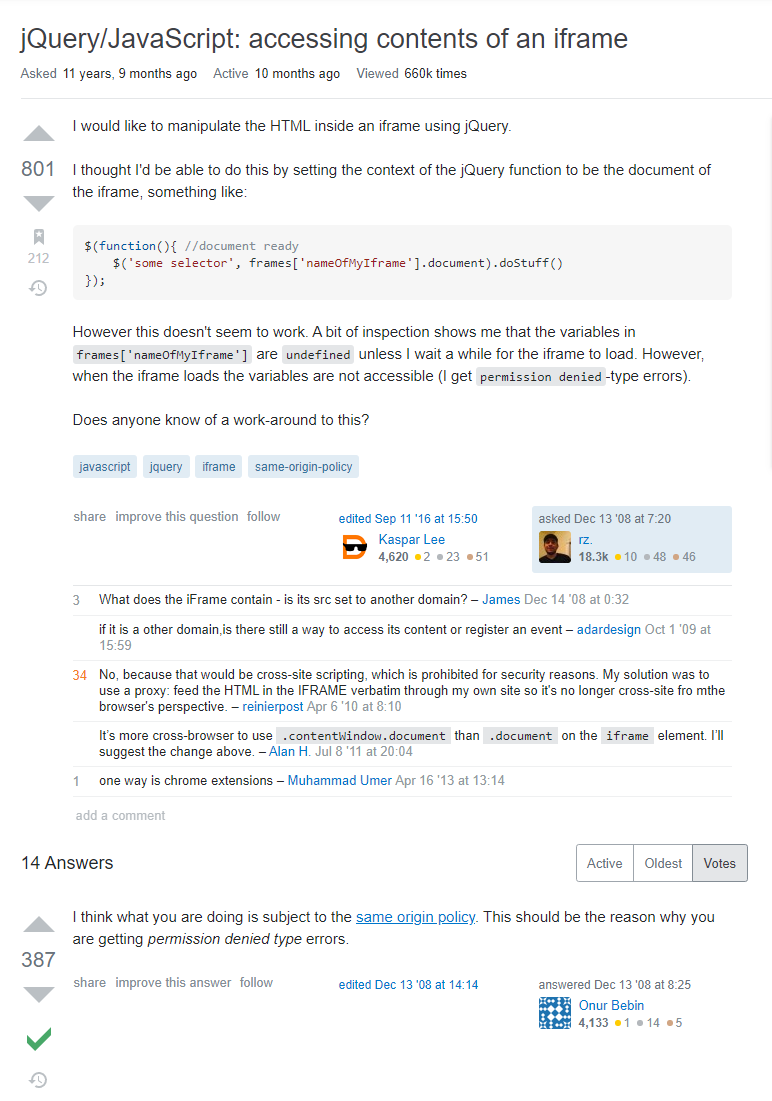 jQuery/JavaScript: accessing contents of an iframe
Asked 11 years, 9 months ago Active 10 months ago Viewed 660k times
I would like to manipulate the HTML inside an iframe using jQuery.
801
I thought I'd be able to do this by setting the context of the jQuery function to be the document of
the iframe, something like:
212
$(function(){ //document ready
$('some selector', frames['nameOfMyIframe'].document).doStuff()
});
However this doesn't seem to work. A bit of inspection shows me that the variables in
frames['nameOfMyIframe'] are undefined unless I wait a while for the iframe to load. However,
when the iframe loads the variables are not accessible (I get permission denied-type errors).
Does anyone know of a work-around to this?
javascript jquery iframe same-origin-policy
share improve this question follow
edited Sep 11 '16 at 15:50
Kaspar Lee
4,620 ●2 ●23 ●51
asked Dec 13 '08 at 7:20
rz.
18.3k ●10 ●48 ●46
3 What does the iFrame contain - is its src set to another domain? – James Dec 14 '08 at 0:32
if it is a other domain,is there still a way to access its content or register an event – adardesign Oct 1 '09 at
15:59
34 No, because that would be cross-site scripting, which is prohibited for security reasons. My solution was to
use a proxy: feed the HTML in the IFRAME verbatim through my own site so it's no longer cross-site fro mthe
browser's perspective. – reinierpost Apr 6 '10 at 8:10
It's more cross-browser to use .contentWindow.document than .document on the iframe element. I'll
suggest the change above. – Alan H. Jul 8 '11 at 20:04
1 one way is chrome extensions – Muhammad Umer Apr 16 '13 at 13:14
add a comment
14 Answers
Active Oldest Votes
I think what you are doing is subject to the same origin policy. This should be the reason why you
are getting permission denied type errors.
387
share improve this answer follow
edited Dec 13 '08 at 14:14
answered Dec 13 '08 at 8:25
Onur Bebin
4,133 ●1 ●14 ●5